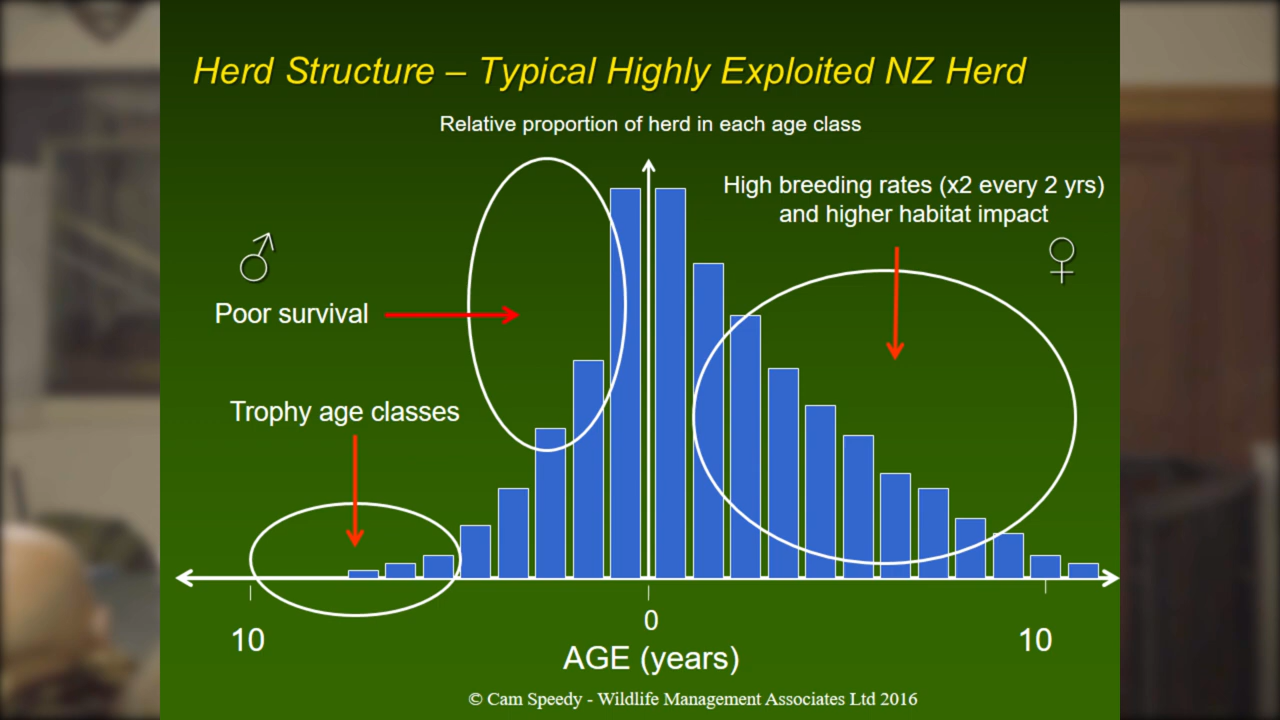 Herd Structure – Typical Highly Exploited NZ Herd
Relative proportion of herd in each age class
High breeding rates (x2 every 2 yrs)
and higher habitat impact
♂
♀
Poor survival
Trophy age classes
10
0
10
AGE (years)
© Cam Speedy - Wildlife Management Associates Ltd 2016